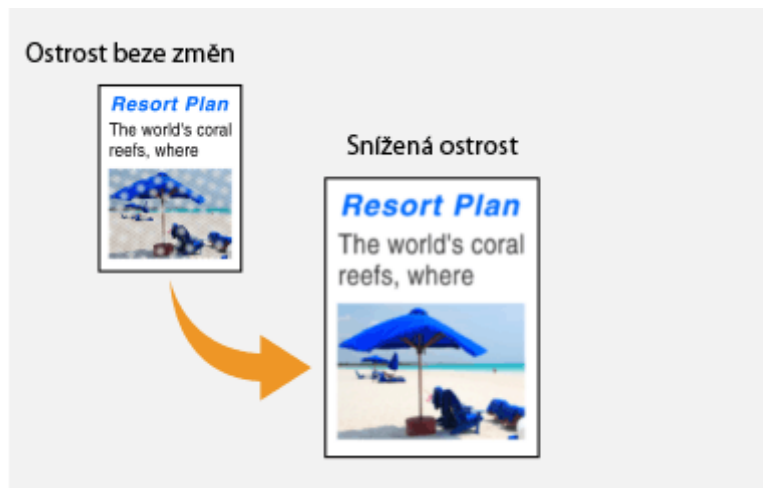 Ostrost beze změn
Resort Plan
The world's coral
reefs, where
Snížená ostrost
Resort Plan
The world's coral
reefs, where